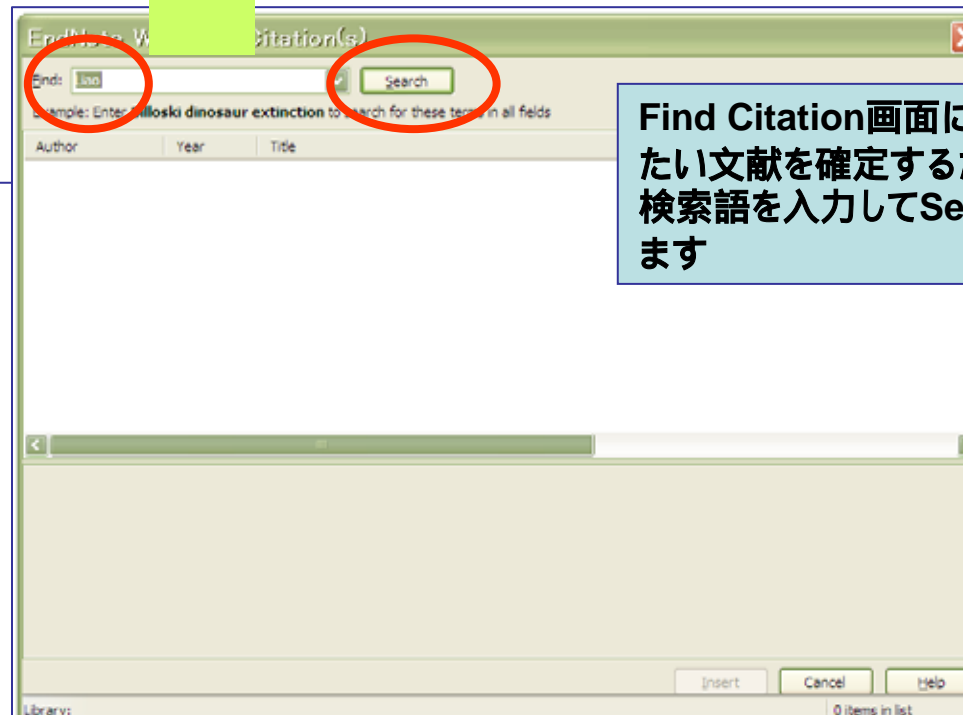 EndNote W Citation(s)
Find: Jao Search
Example: Enter Billoski dinosaur extinction to search for these terms in all fields
Author Year Title
Find Citation画面に
たい文献を確定する
検索語を入力してSe
ます
Insert Cancel Help
Library: 0 items in list